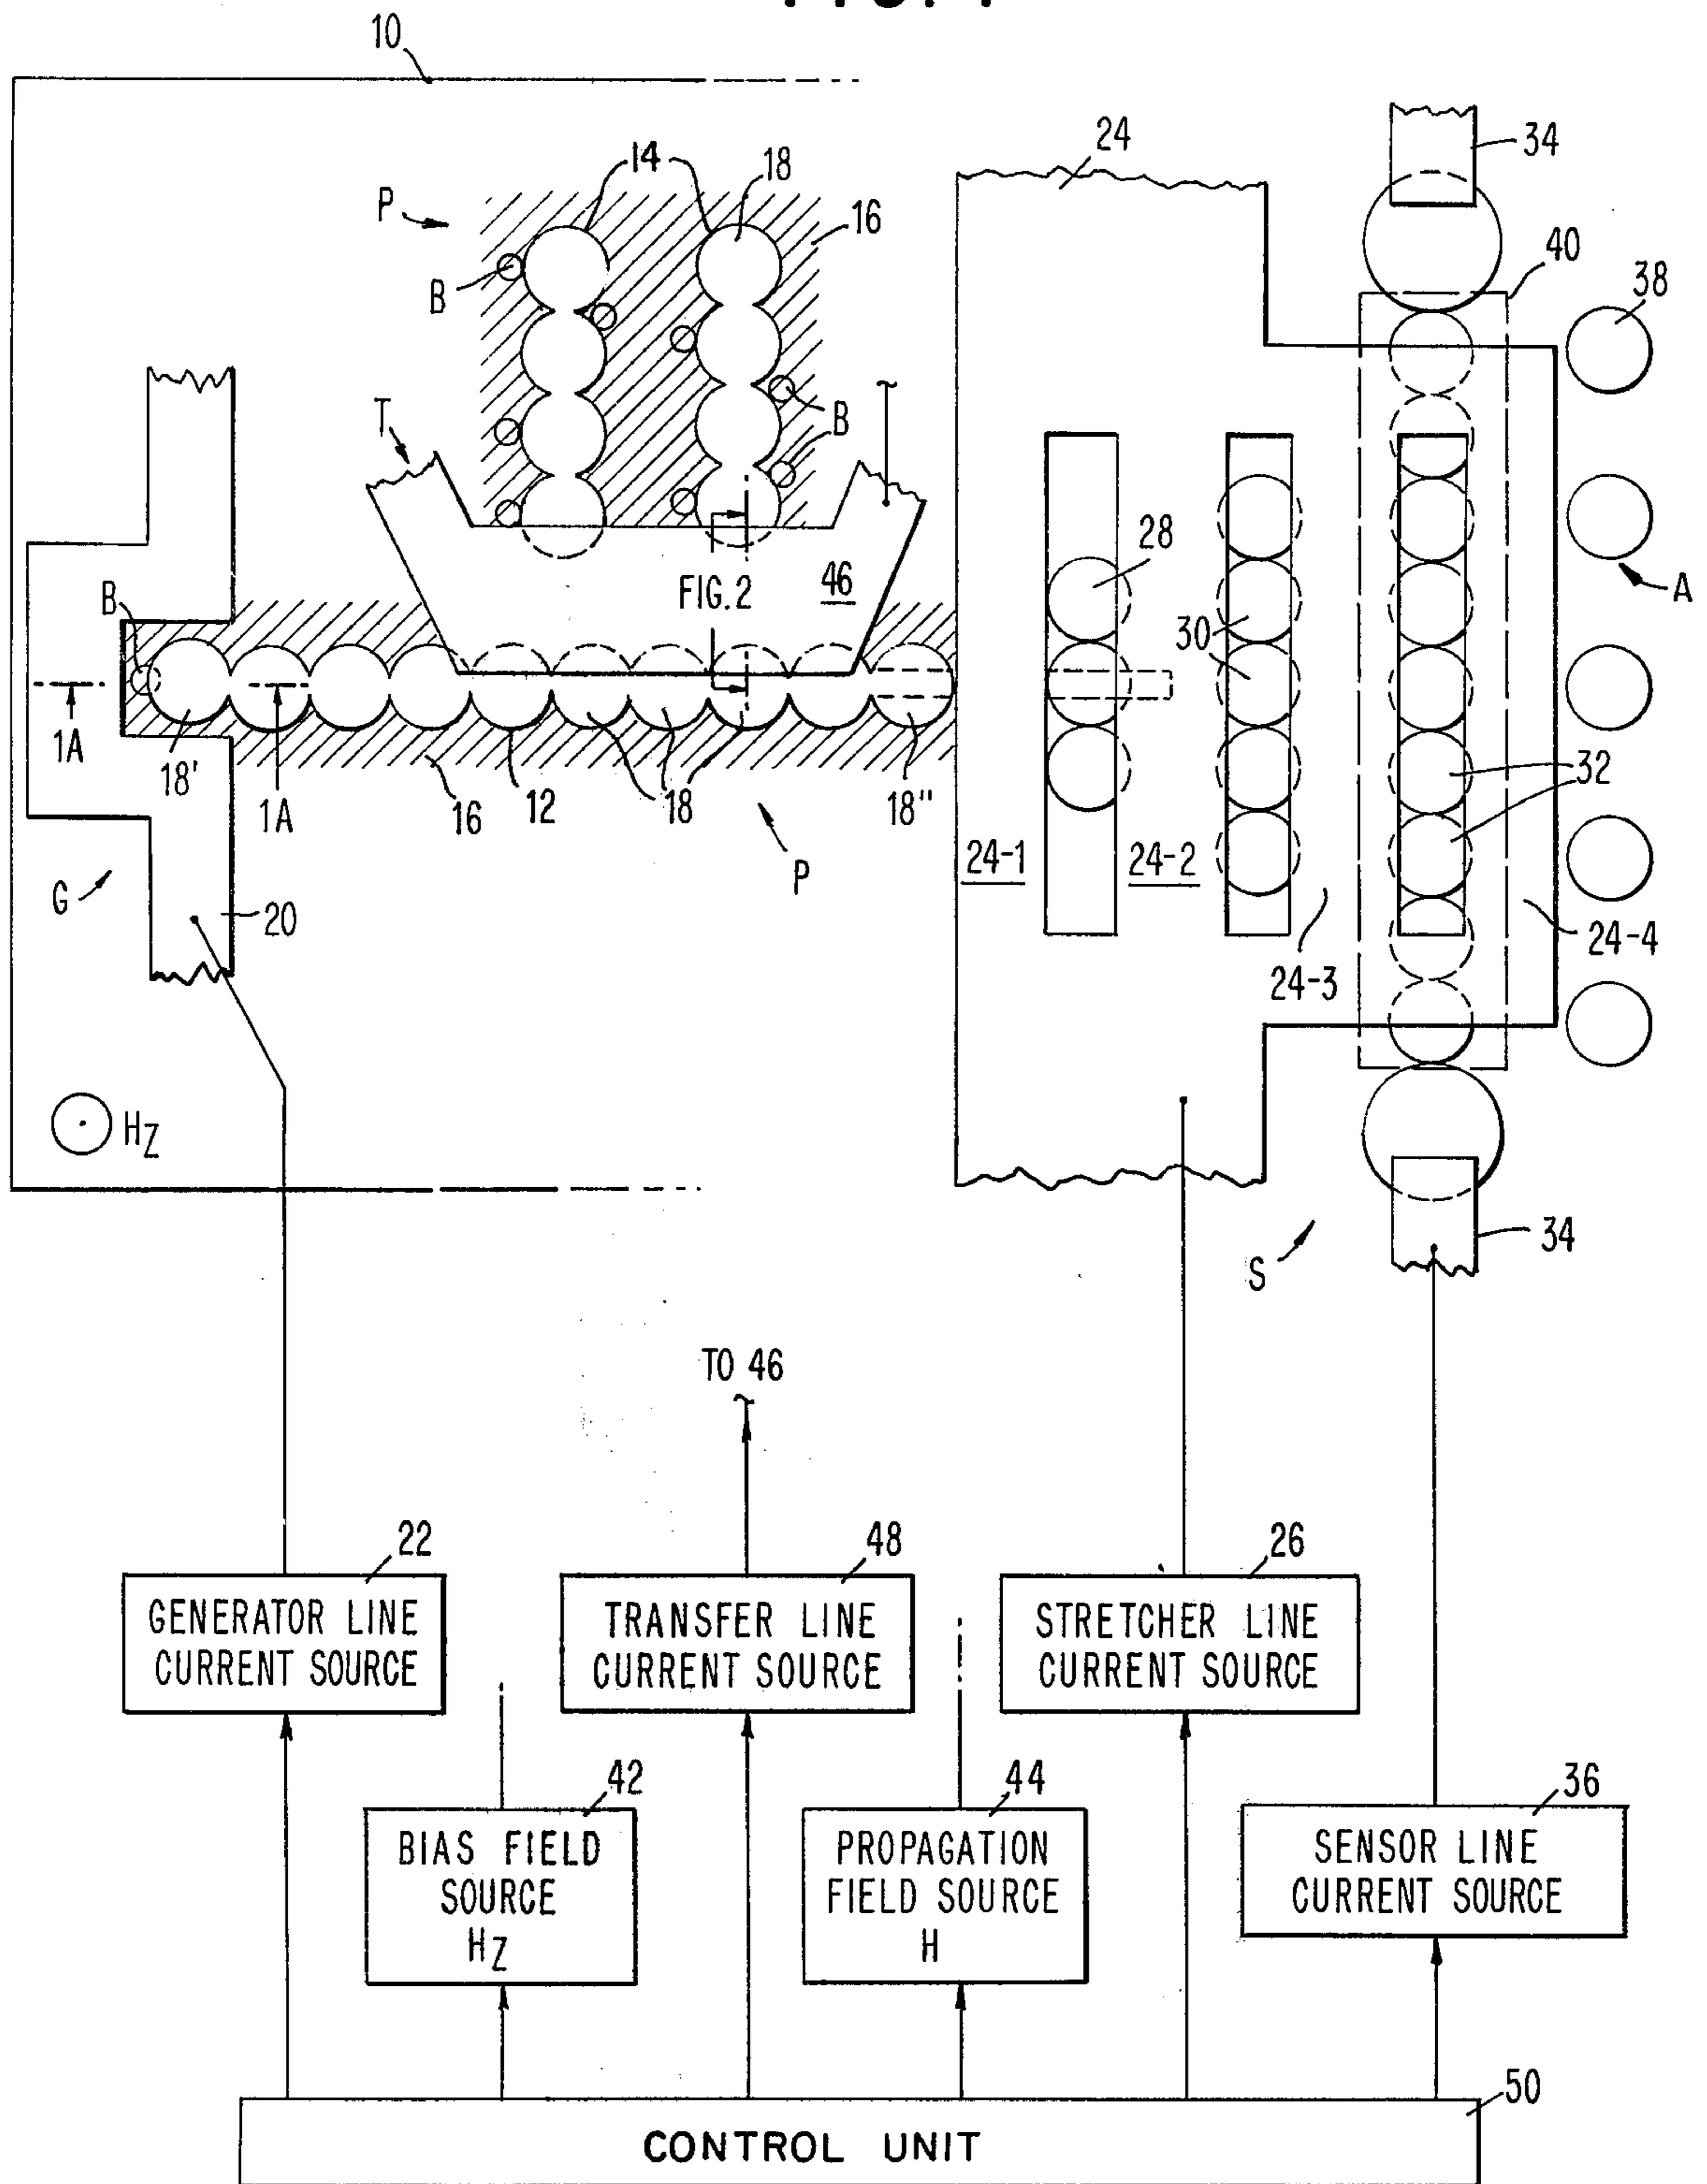 10
14
18
P
16
B
24
34
40
38
T
B
28
FIG.2
46
A
B
30
1A
18'
1A
16
12
18
18"
P
32
24-1
24-2
G
20
24-3
24-4
HZ
S
34
TO 46
22
48
26
GENERATOR LINE
CURRENT SOURCE
TRANSFER LINE
CURRENT SOURCE
STRETCHER LINE
CURRENT SOURCE
42
44
36
BIAS FIELD
SOURCE
HZ
PROPAGATION
FIELD SOURCE
H
SENSOR LINE
CURRENT SOURCE
50
CONTROL UNIT